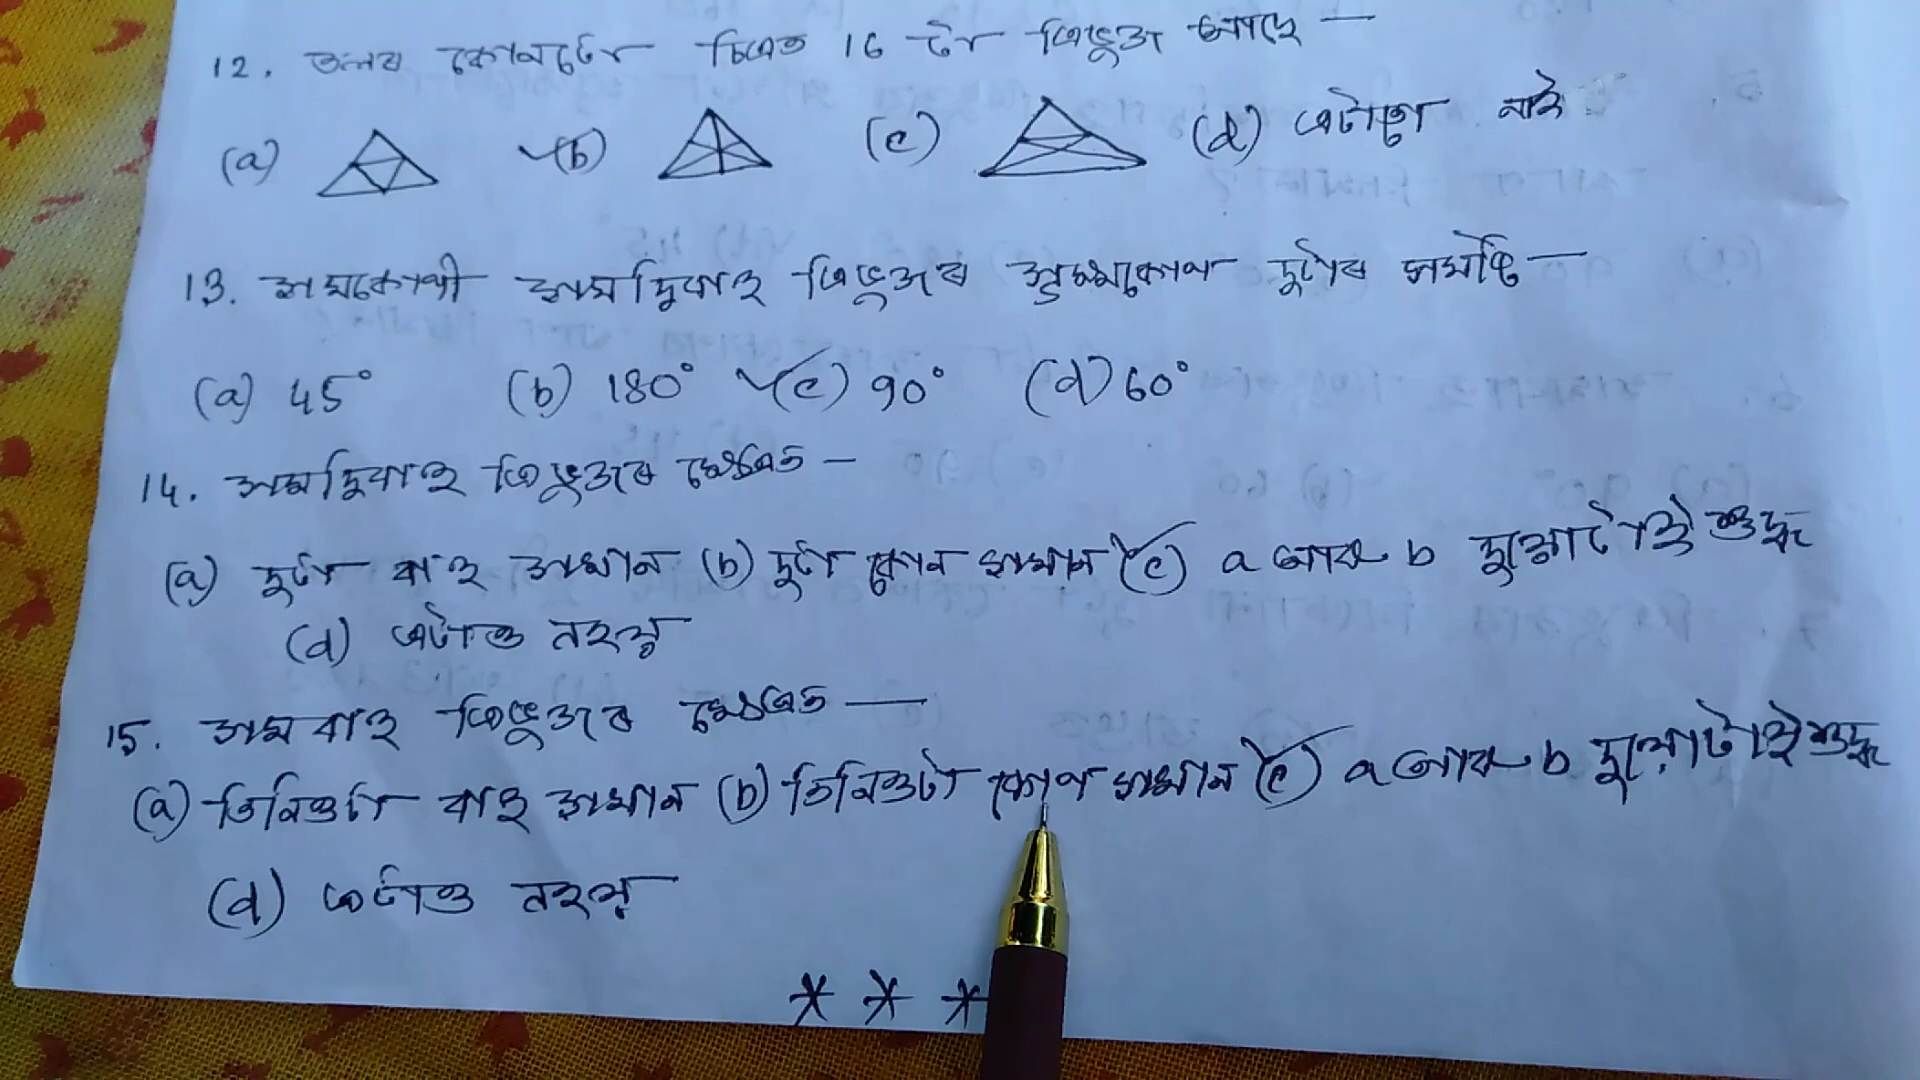 12. তলৰ কোনটো চিত্ৰত 16 টা ত্ৰিভুজ আছে —
(a) (b) (c) (d) এটাতো নাই
13. সমকোণী সমদ্বিবাহু ত্ৰিভুজৰ সূক্ষ্মকোণ দুটাৰ সমষ্টি —
(a) 45° (b) 180° (c) 90° (d) 60°
14. সমদ্বিবাহু ত্ৰিভুজৰ ক্ষেত্ৰত —
(a) দুটা বাহু সমান (b) দুটা কোন সমান (c) a আৰু b দুয়োটাই শুদ্ধ
(d) এটাও নহয়
15. সমবাহু ত্ৰিভুজৰ ক্ষেত্ৰত —
(a) তিনিওটা বাহু সমান (b) তিনিওটা কোণ সমান (c) a আৰু b দুয়োটাই শুদ্ধ
(d) এটাও নহয়
* * *